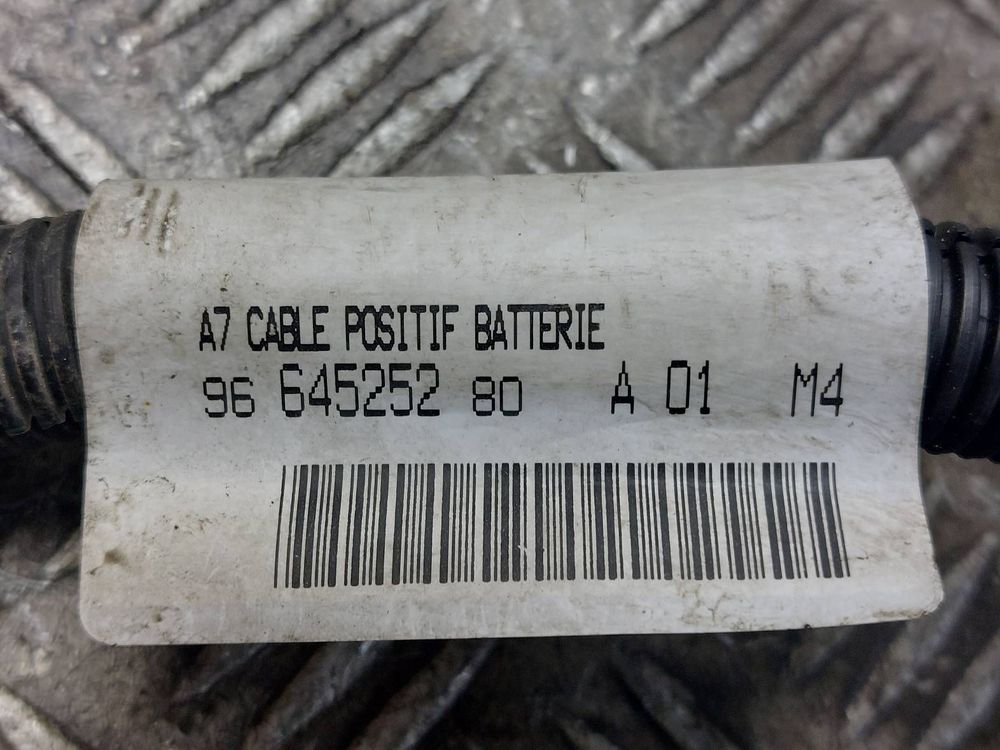 A7 CABLE POSITIF BATTERIE
96 645252 80 A 01 M4